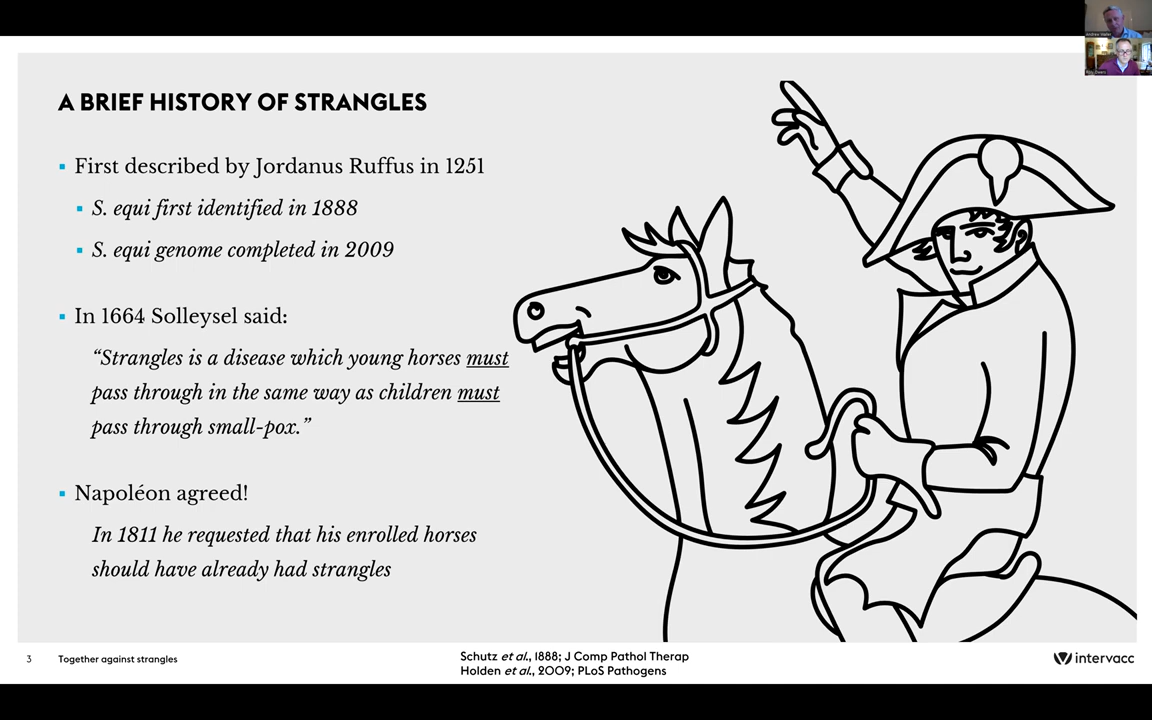 A BRIEF HISTORY OF STRANGLES
▪ First described by Jordanus Ruffus in 1251
▪ S. equi first identified in 1888
▪ S. equi genome completed in 2009
▪ In 1664 Solleysel said:
“Strangles is a disease which young horses must
pass through in the same way as children must
pass through small-pox.”
▪ Napoléon agreed!
In 1811 he requested that his enrolled horses
should have already had strangles
3 Together against strangles
Schutz et al., 1888; J Comp Pathol Therap
Holden et al., 2009; PLoS Pathogens
intervacc